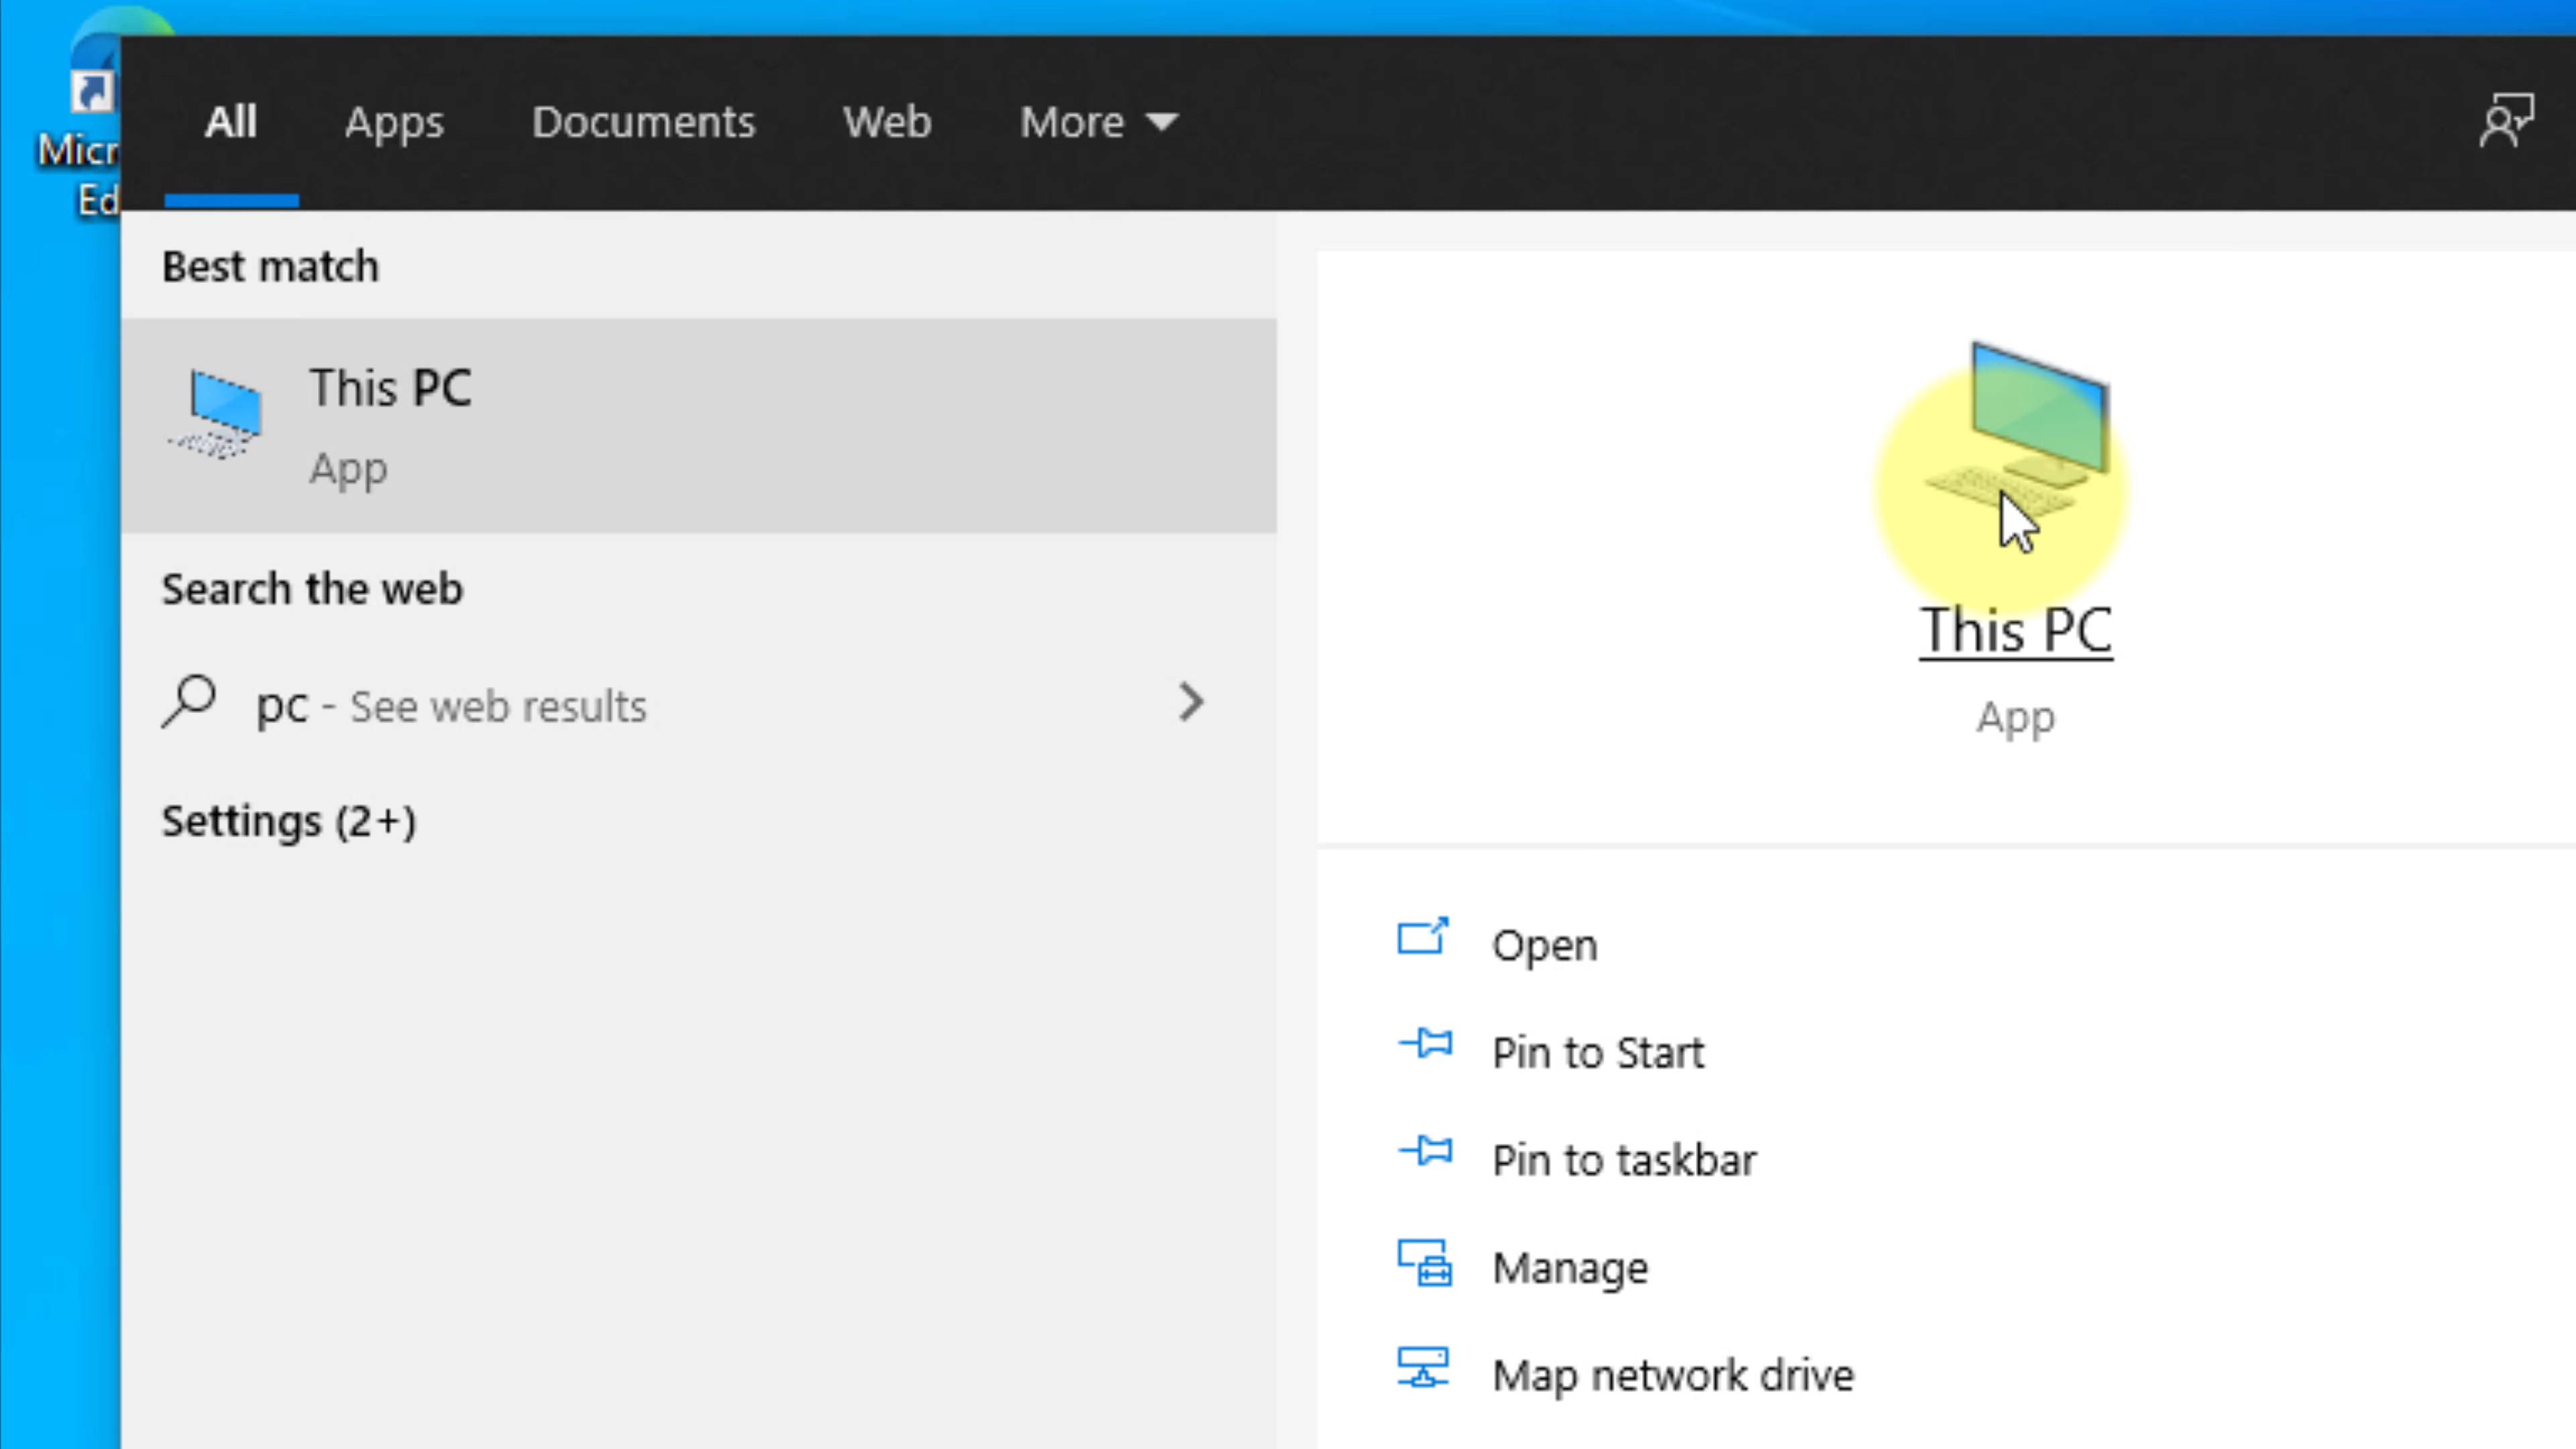 Micr
Ed
All
Apps
Documents
Web
More
Best match
This PC
App
Search the web
pc - See web results
Settings (2+)
This PC
App
Open
Pin to Start
Pin to taskbar
Manage
Map network drive